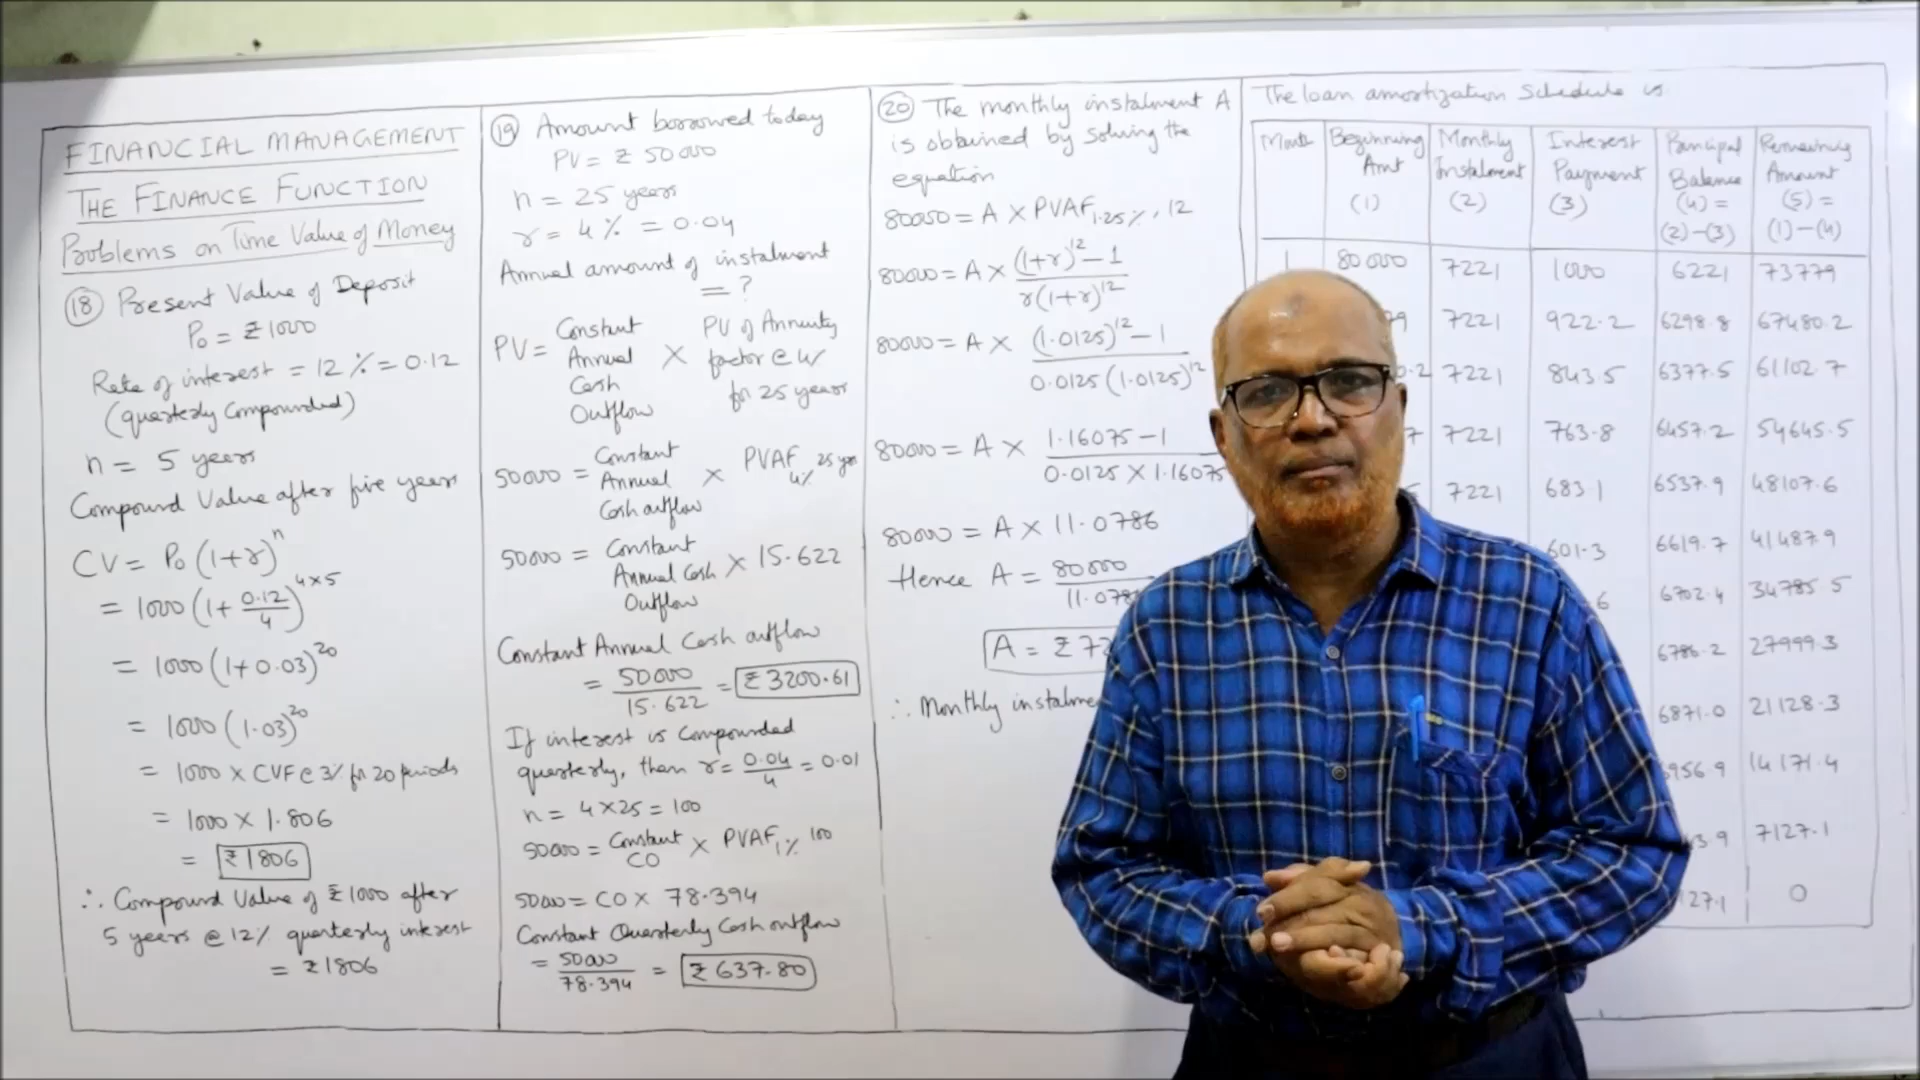 FINANCIAL MANAGEMENT
THE FINANCE FUNCTION
Problems on Time Value of Money
(18) Present Value of Deposit
P₀ = ₹1000
Rate of interest = 12 % = 0.12
(quarterly Compounded)
n = 5 years
Compound Value after five years
CV = P₀ (1+r)^n
= 1000 (1 + 0.12/4)^4×5
= 1000 (1+0.03)^20
= 1000 (1.03)^20
= 1000 × CVF @ 3% for 20 periods
= 1000 × 1.806
= ₹1806
∴ Compound Value of ₹1000 after
5 years @ 12% quarterly interest
= ₹1806
(19) Amount borrowed today
PV = ₹ 50000
n = 25 years
r = 4 % = 0.04
Annual amount of instalment
= ?
PV = Constant Annual Cash Outflow × PV of Annuity factor @ 4% for 25 years
50000 = Constant Annual Cash outflow × PVAF 4% 25 yrs
50000 = Constant Annual Cash Outflow × 15.622
Constant Annual Cash outflow
= 50000/15.622 = ₹3200.61
If interest is compounded
quarterly, then r = 0.04/4 = 0.01
n = 4×25 = 100
50000 = Constant CO × PVAF 1% 100
50000 = CO × 78.394
Constant Quarterly Cash outflow
= 50000/78.394 = ₹637.80
(20) The monthly instalment A
is obtained by solving the
equation
80000 = A × PVAF 1.25%, 12
80000 = A × (1+r)^12 − 1 / r(1+r)^12
80000 = A × (1.0125)^12 − 1 / 0.0125 (1.0125)^12
80000 = A × 1.16075 − 1 / 0.0125 × 1.16075
80000 = A × 11.0786
Hence A = 80000 / 11.078
A = ₹72
∴ Monthly instalme
The loan amortization Schedule is
Month | Beginning Amt (1) | Monthly Instalment (2) | Interest Payment (3) | Principal Balance (4) = (2)−(3) | Remaining Amount (5) = (1)−(4)
1 80000 7221 1000 6221 73779
9 7221 922.2 6298.8 67480.2
0.2 7221 843.5 6377.5 61102.7
7 7221 763.8 6457.2 54645.5
7221 683.1 6537.9 48107.6
601.3 6619.7 41487.9
6 6702.4 34785.5
6786.2 27999.3
6871.0 21128.3
956.9 14171.4
3.9 7127.1
127.1 0